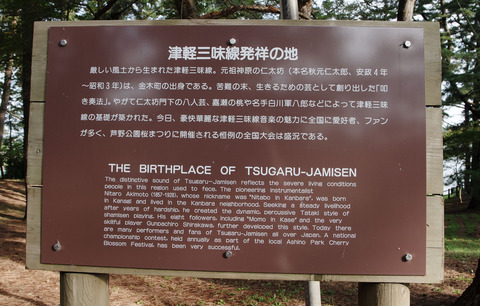 津軽三味線発祥の地
厳しい風土から生まれた津軽三味線。元祖神原の仁太坊(本名秋元仁太郎、安政4年
~昭和3年)は、金木町の出身である。苦難の末、生きるための芸として創り出した「叩
き奏法」。やがて仁太坊門下の八人芸、嘉瀬の桃や名手白川軍八郎などによって津軽三味
線の基礎が築かれた。今日、豪快華麗な津軽三味線音楽の魅力に全国に愛好者、ファン
が多く、芦野公園桜まつりに開催される恒例の全国大会は盛況である。
THE BIRTHPLACE OF TSUGARU-JAMISEN
The distinctive sound of Tsugaru-Jamisen reflects the severe living conditions
people in this region used to face. The pioneering instrumentalist
Nitaro Akimoto (1857-1928), whose nickname was "Nitabo in Kanbara", was born
in Kanagi and lived in the Kanbara neighborhood. Seeking a steady livelihood
after years of hardship, he created the dynamic, percussive Tataki style of
shamisen playing. His eight followers, including "Momo in Kase" and the very
skillful player Gunpachiro Shirakawa, further developed this style. Today there
are many performers and fans of Tsugaru-Jamisen all over Japan. A national
championship contest, held annually as part of the local Ashino Park Cherry
Blossom Festival, has been very successful.